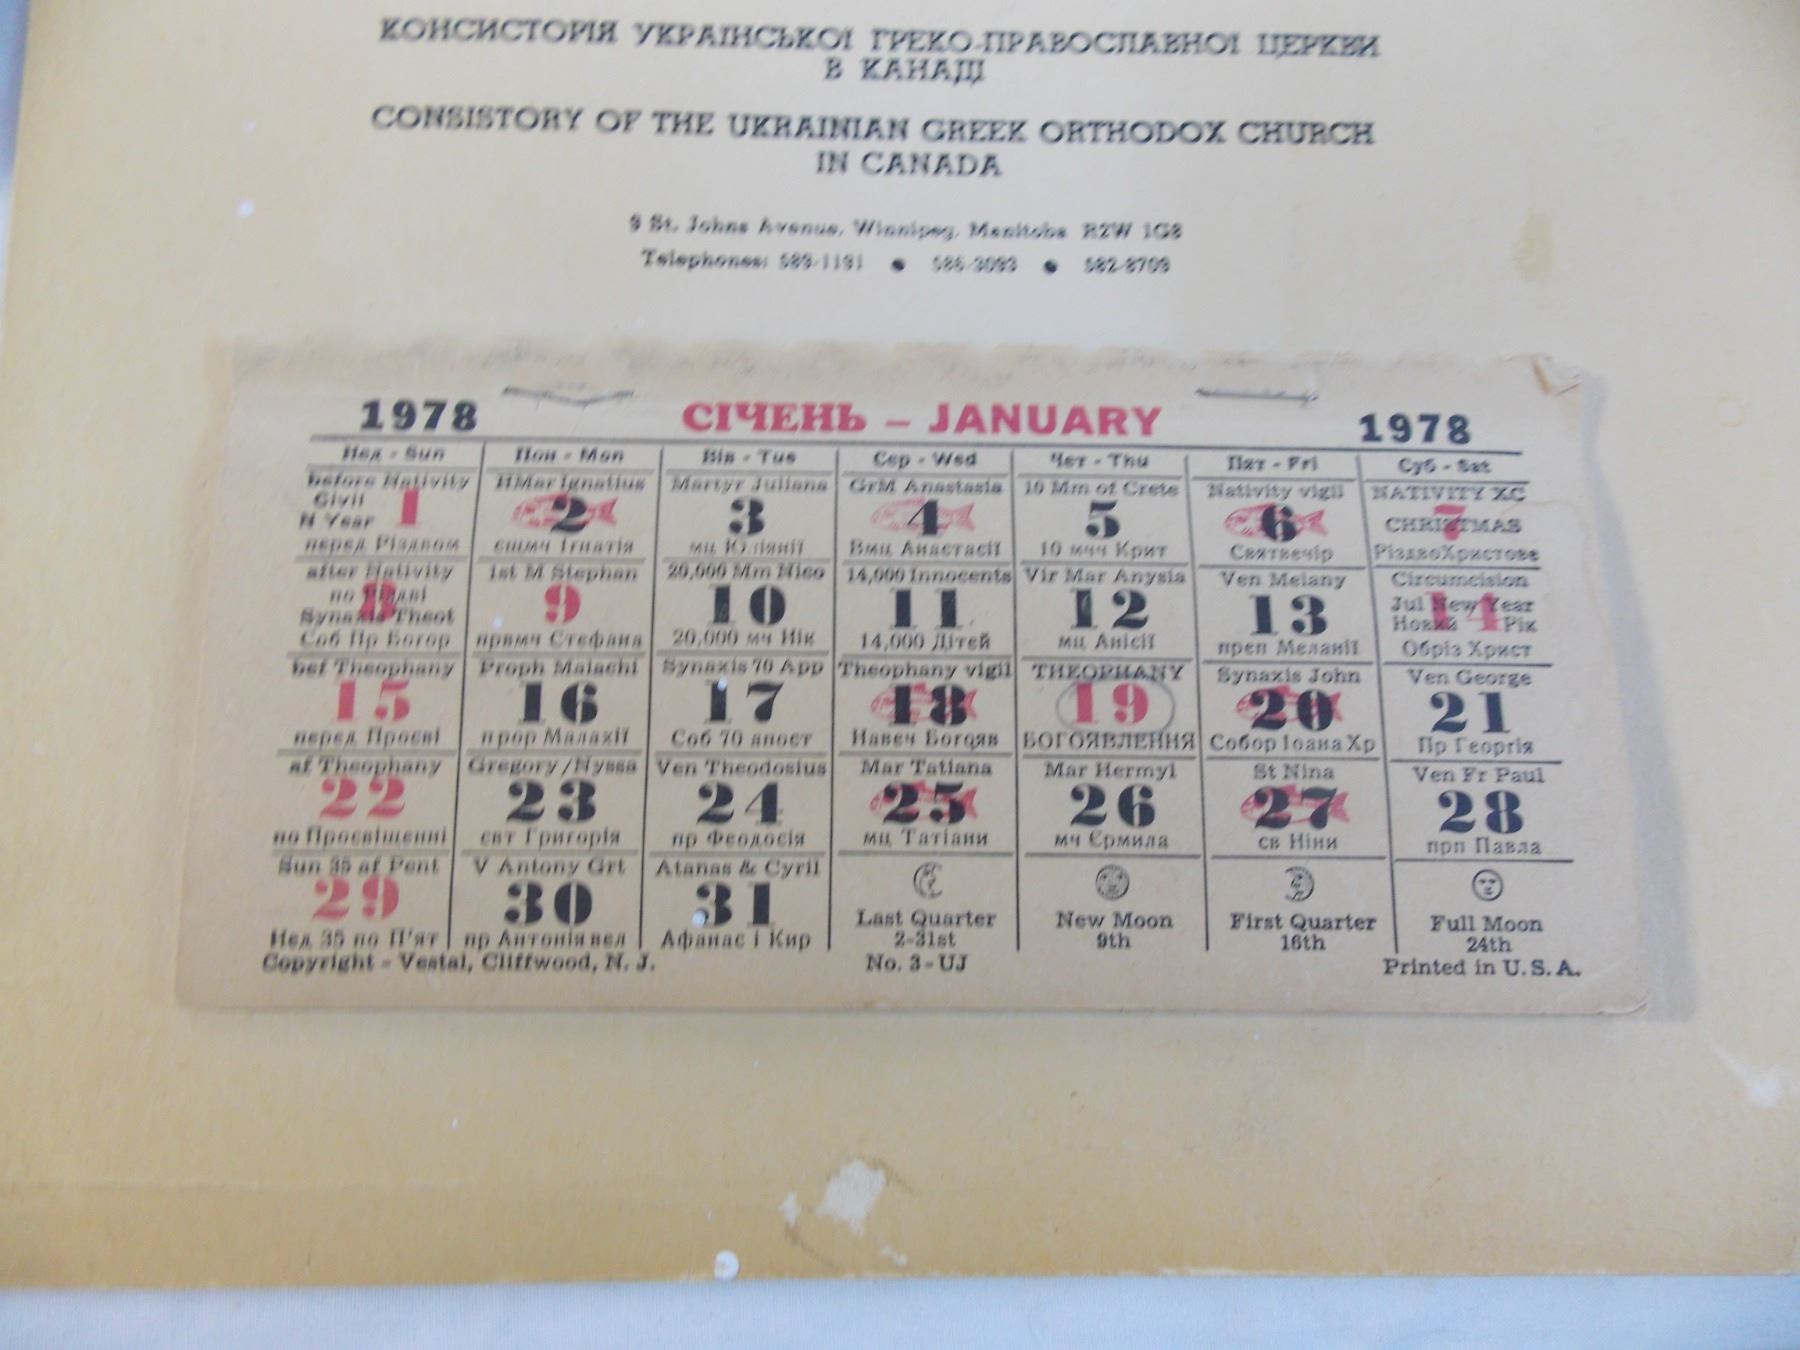 КОНСИСТОРІЯ УКРАЇНСЬКОЇ ГРЕКО-ПРАВОСЛАВНОЇ ЦЕРКВИ
В КАНАДІ
CONSISTORY OF THE UKRAINIAN GREEK ORTHODOX CHURCH
IN CANADA
9 St. Johns Avenue, Winnipeg, Manitoba R2W 1G8
Telephones: 589-1191 ● 586-3093 ● 582-8709
1978 СІЧЕНЬ – JANUARY 1978
Нед - Sun Пон - Mon Вів - Tue Сер - Wed Чет - Thu Пят - Fri Суб - Sat
before Nativity HMar Ignatius Martyr Juliana GrM Anastasia 10 Mm of Crete Nativity vigil NATIVITY XC
Civil
N Year 1 2 3 4 5 6 7 CHRISTMAS
перед Різдвом сщмч Ігнатія мц Юліянії Вмц Анастасії 10 мчч Крит Святвечір Різдво Христове
after Nativity 1st M Stephan 20,000 Mm Nico 14,000 Innocents Vir Mar Anysia Ven Melany Circumcision
по Різдві Jul New Year
8 9 10 11 12 13 14
Synaxis Theot Новий Рік
Соб Пр Богор првмч Стефана 20,000 мч Нік 14,000 Дітей мц Анісії преп Меланії Обріз Христ
bef Theophany Proph Malachi Synaxis 70 App Theophany vigil THEOPHANY Synaxis John Ven George
15 16 17 18 19 20 21
перед Просві прор Малахії Соб 70 апост Навеч Богояв БОГОЯВЛЕННЯ Собор Іоана Хр Пр Георгія
af Theophany Gregory/Nyssa Ven Theodosius Mar Tatiana Mar Hermyl St Nina Ven Fr Paul
22 23 24 25 26 27 28
по Просвіщенні свт Григорія пр Феодосія мц Татіани мч Єрмила св Ніни прп Павла
Sun 35 af Pent V Antony Grt Atanas & Cyril
29 30 31 Last Quarter New Moon First Quarter Full Moon
2-31st 9th 16th 24th
Нед 35 по П'ят пр Антонія вел Афанас і Кир
Copyright - Vestal, Cliffwood, N. J. No. 3 - UJ Printed in U. S. A.